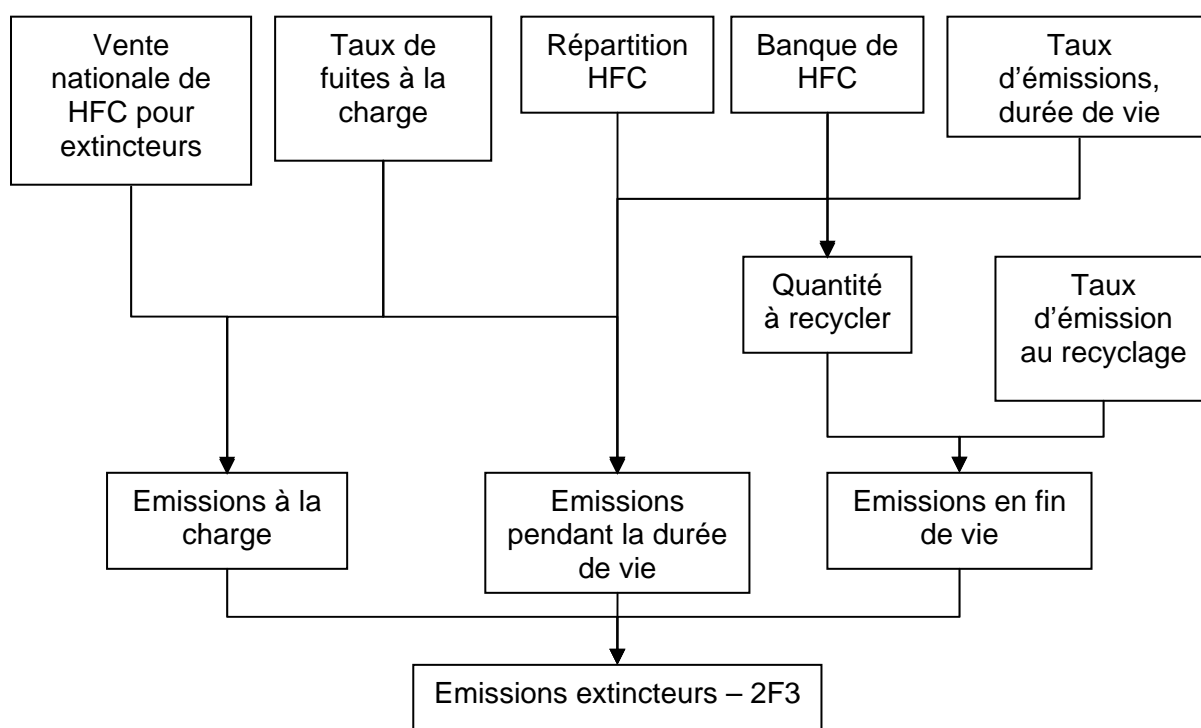 Vente
nationale de
HFC pour
extincteurs
Taux de
fuites à la
charge
Répartition
HFC
Banque de
HFC
Taux
d’émissions,
durée de vie
Quantité
à recycler
Taux
d’émission
au recyclage
Emissions à la
charge
Emissions
pendant la durée
de vie
Emissions en fin
de vie
Emissions extincteurs – 2F3